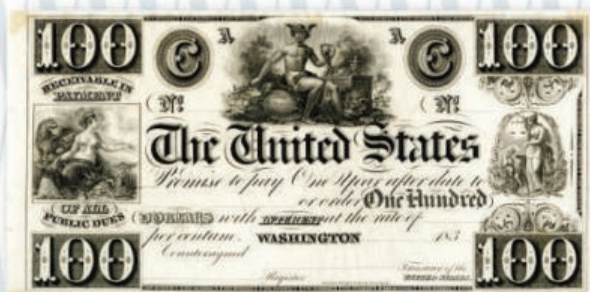 100 C A A C 100
RECEIVABLE IN
PAYMENT
(No. (No.
The United States
Promise to pay One Year after date to
or order One Hundred)
(OF ALL
PUBLIC DUES
(DOLLARS with INTEREST at the rate of
per centum. WASHINGTON 183
Countersigned
Register Treasurer of the
UNITED STATES
100 100